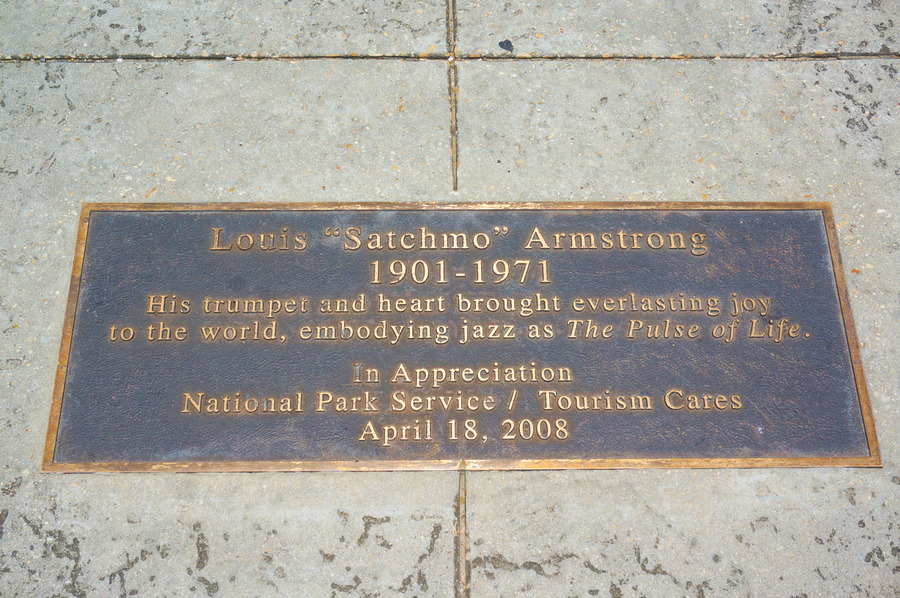 Louis “Satchmo” Armstrong
1901-1971
His trumpet and heart brought everlasting joy
to the world, embodying jazz as The Pulse of Life.
In Appreciation
National Park Service / Tourism Cares
April 18, 2008